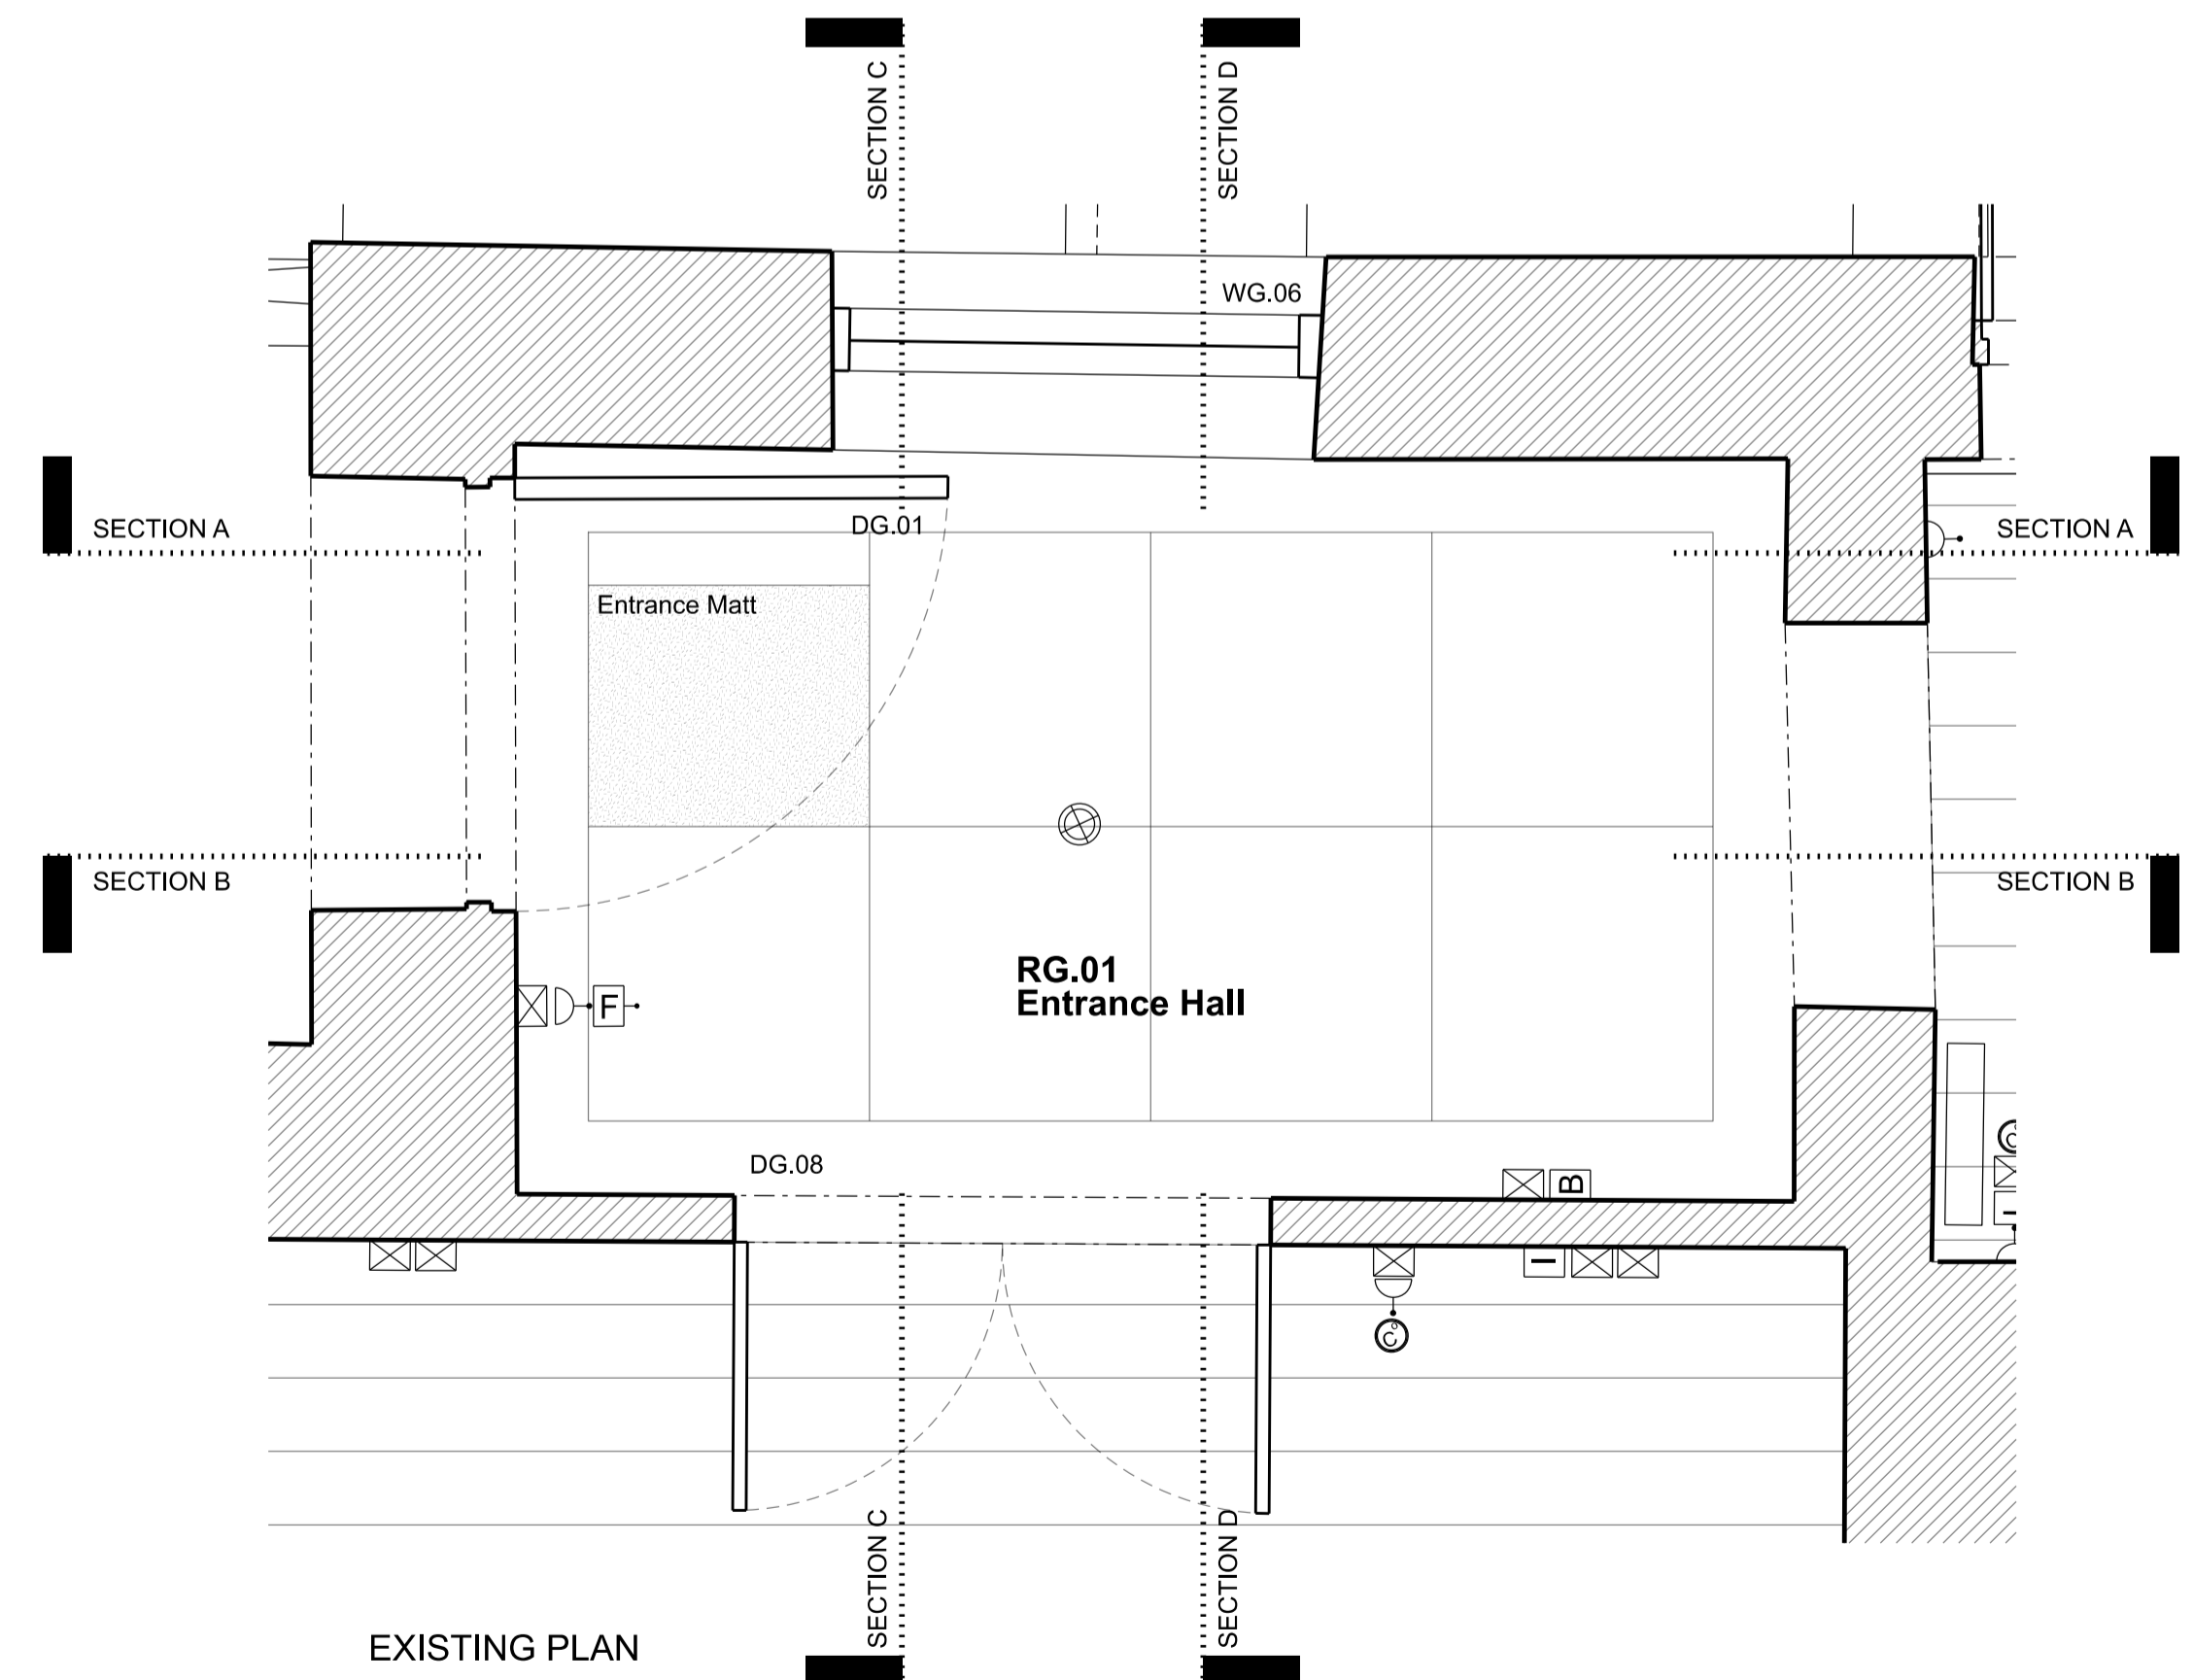 SECTION C
SECTION D
WG.06
SECTION A
DG.01
SECTION A
Entrance Matt
SECTION B
SECTION B
RG.01
Entrance Hall
F
DG.08
B
I
C°
SECTION C
SECTION D
EXISTING PLAN